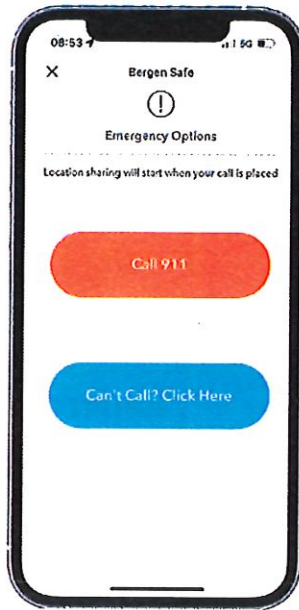 08:53
5G
Bergen Safe
Emergency Options
Location sharing will start when your call is placed
Call 911
Can't Call? Click Here